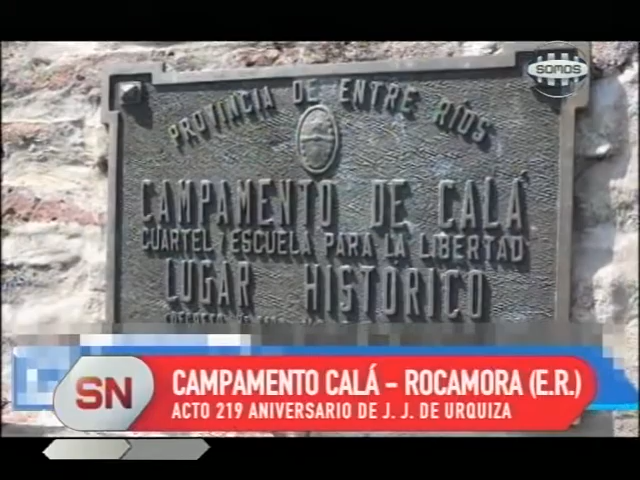 SOMOS
PROVINCIA DE ENTRE RÍOS
CAMPAMENTO DE CALÁ
CUARTEL ESCUELA PARA LA LIBERTAD
LUGAR HISTORICO
SN
CAMPAMENTO CALÁ - ROCAMORA (E.R.)
ACTO 219 ANIVERSARIO DE J. J. DE URQUIZA